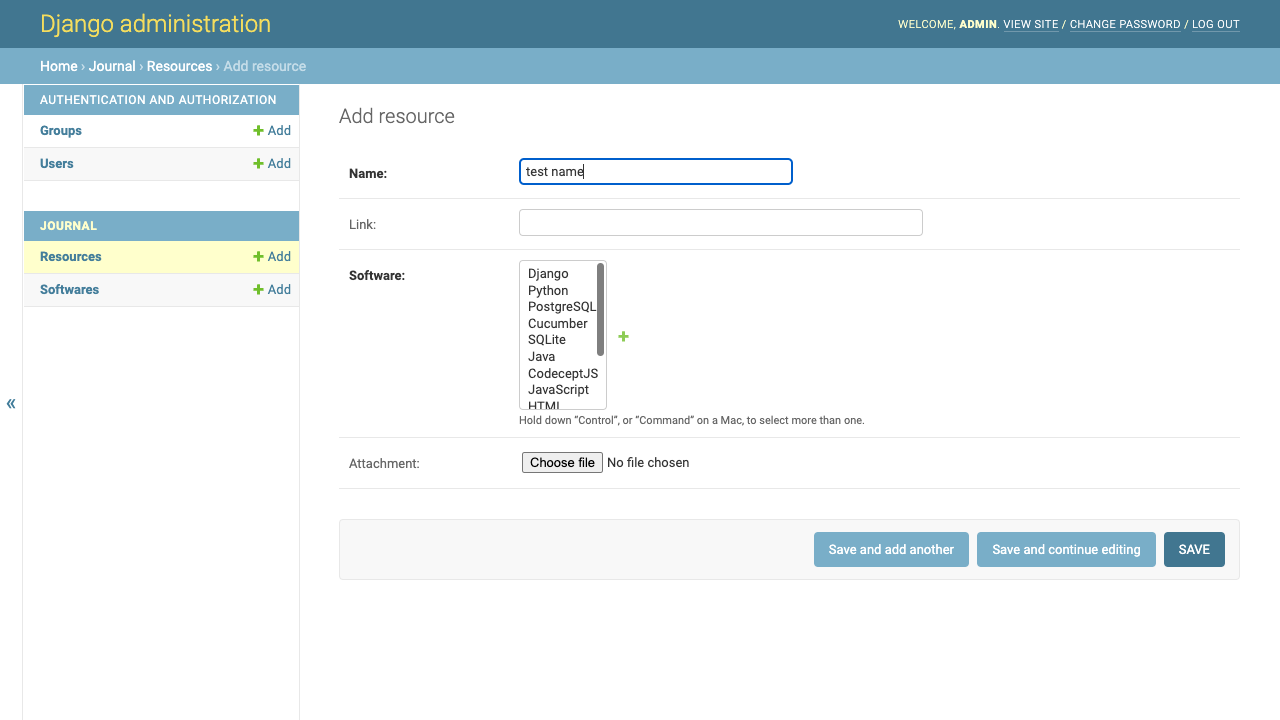 Django administration
WELCOME, ADMIN. VIEW SITE / CHANGE PASSWORD / LOG OUT
Home › Journal › Resources › Add resource
AUTHENTICATION AND AUTHORIZATION
Groups
Add
Users
Add
JOURNAL
Resources
Add
Softwares
Add
«
Add resource
Name:
test name
Link:
Software:
Django
Python
PostgreSQL
Cucumber
SQLite
Java
CodeceptJS
JavaScript
HTML
Hold down “Control”, or “Command” on a Mac, to select more than one.
Attachment:
Choose file No file chosen
Save and add another
Save and continue editing
SAVE